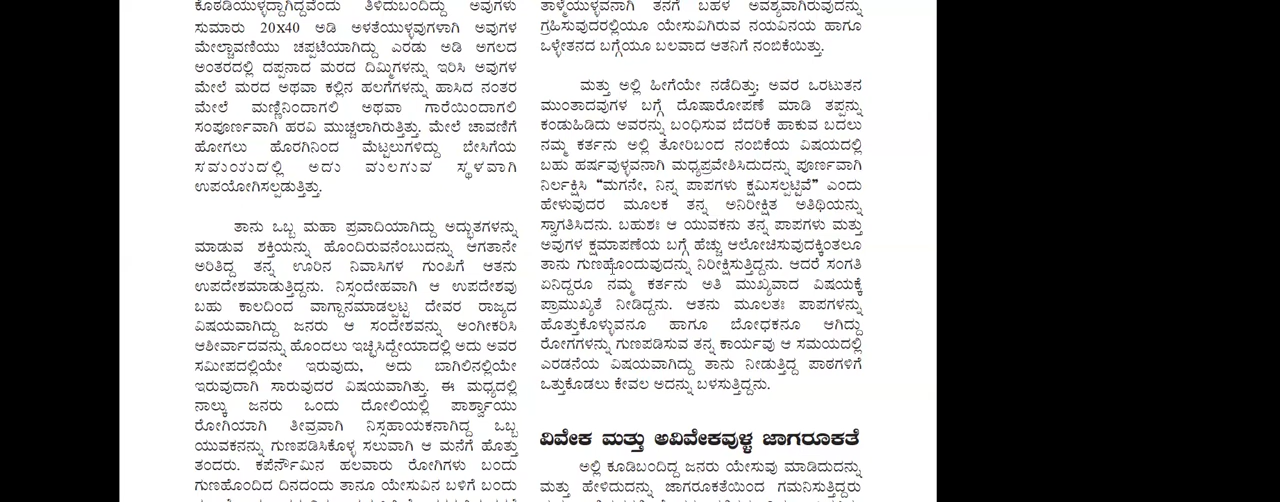 ಕೊಠಡಿಯುಳ್ಳದ್ದಾಗಿದ್ದವೆಂದು ತಿಳಿದುಬಂದಿದ್ದು ಅವುಗಳು
ಸುಮಾರು 20x40 ಅಡಿ ಅಳತೆಯುಳ್ಳವುಗಳಾಗಿ ಅವುಗಳ
ಮೇಲ್ಚಾವಣಿಯು ಚಪ್ಪಟೆಯಾಗಿದ್ದು ಎರಡು ಅಡಿ ಅಗಲದ
ಅಂತರದಲ್ಲಿ ದಪ್ಪನಾದ ಮರದ ದಿಮ್ಮಿಗಳನ್ನು ಇರಿಸಿ ಅವುಗಳ
ಮೇಲೆ ಮರದ ಅಥವಾ ಕಲ್ಲಿನ ಹಲಗೆಗಳನ್ನು ಹಾಸಿದ ನಂತರ
ಮೇಲೆ ಮಣ್ಣಿನಿಂದಾಗಲಿ ಅಥವಾ ಗಾರೆಯಿಂದಾಗಲಿ
ಸಂಪೂರ್ಣವಾಗಿ ಹರವಿ ಮುಚ್ಚಲಾಗಿರುತ್ತಿತ್ತು. ಮೇಲೆ ಚಾವಣಿಗೆ
ಹೋಗಲು ಹೊರಗಿನಿಂದ ಮೆಟ್ಟಲುಗಳಿದ್ದು ಬೇಸಿಗೆಯ
ಸಮಯದಲ್ಲಿ ಅದು ಮಲಗುವ ಸ್ಥಳವಾಗಿ
ಉಪಯೋಗಿಸಲ್ಪಡುತ್ತಿತ್ತು.
ತಾನು ಒಬ್ಬ ಮಹಾ ಪ್ರವಾದಿಯಾಗಿದ್ದು ಅದ್ಭುತಗಳನ್ನು
ಮಾಡುವ ಶಕ್ತಿಯನ್ನು ಹೊಂದಿರುವನೆಂಬುದನ್ನು ಆಗತಾನೇ
ಅರಿತಿದ್ದ ತನ್ನ ಊರಿನ ನಿವಾಸಿಗಳ ಗುಂಪಿಗೆ ಆತನು
ಉಪದೇಶಮಾಡುತ್ತಿದ್ದನು. ನಿಸ್ಸಂದೇಹವಾಗಿ ಆ ಉಪದೇಶವು
ಬಹು ಕಾಲದಿಂದ ವಾಗ್ದಾನಮಾಡಲ್ಪಟ್ಟ ದೇವರ ರಾಜ್ಯದ
ವಿಷಯವಾಗಿದ್ದು ಜನರು ಆ ಸಂದೇಶವನ್ನು ಅಂಗೀಕರಿಸಿ
ಆಶೀರ್ವಾದವನ್ನು ಹೊಂದಲು ಇಚ್ಛಿಸಿದ್ದೇಯಾದಲ್ಲಿ ಅದು ಅವರ
ಸಮೀಪದಲ್ಲಿಯೇ ಇರುವುದು, ಅದು ಬಾಗಿಲಿನಲ್ಲಿಯೇ
ಇರುವುದಾಗಿ ಸಾರುವುದರ ವಿಷಯವಾಗಿತ್ತು. ಈ ಮಧ್ಯದಲ್ಲಿ
ನಾಲ್ಕು ಜನರು ಒಂದು ದೋಲಿಯಲ್ಲಿ ಪಾರ್ಶ್ವಾಯು
ರೋಗಿಯಾಗಿ ತೀವ್ರವಾಗಿ ನಿಸ್ಸಹಾಯಕನಾಗಿದ್ದ ಒಬ್ಬ
ಯುವಕನನ್ನು ಗುಣಪಡಿಸಿಕೊಳ್ಳ ಸಲುವಾಗಿ ಆ ಮನೆಗೆ ಹೊತ್ತು
ತಂದರು. ಕಪೆರ್ನೌಮಿನ ಹಲವಾರು ರೋಗಿಗಳು ಬಂದು
ಗುಣಹೊಂದಿದ ದಿನದಂದು ತಾನೂ ಯೇಸುವಿನ ಬಳಿಗೆ ಬಂದು
ತಾಳ್ಮೆಯುಳ್ಳವನಾಗಿ ತನಗೆ ಬಹಳ ಅವಶ್ಯವಾಗಿರುವುದನ್ನು
ಗ್ರಹಿಸುವುದರಲ್ಲಿಯೂ ಯೇಸುವಿಗಿರುವ ನಯವಿನಯ ಹಾಗೂ
ಒಳ್ಳೇತನದ ಬಗ್ಗೆಯೂ ಬಲವಾದ ಆತನಿಗೆ ನಂಬಿಕೆಯಿತ್ತು.
ಮತ್ತು ಅಲ್ಲಿ ಹೀಗೆಯೇ ನಡೆದಿತ್ತು; ಅವರ ಒರಟುತನ
ಮುಂತಾದವುಗಳ ಬಗ್ಗೆ ದೊಷಾರೋಪಣೆ ಮಾಡಿ ತಪ್ಪನ್ನು
ಕಂಡುಹಿಡಿದು ಅವರನ್ನು ಬಂಧಿಸುವ ಬೆದರಿಕೆ ಹಾಕುವ ಬದಲು
ನಮ್ಮ ಕರ್ತನು ಅಲ್ಲಿ ತೋರಿಬಂದ ನಂಬಿಕೆಯ ವಿಷಯದಲ್ಲಿ
ಬಹು ಹರ್ಷವುಳ್ಳವನಾಗಿ ಮಧ್ಯಪ್ರವೇಶಿಸಿದುದನ್ನು ಪೂರ್ಣವಾಗಿ
ನಿರ್ಲಕ್ಷಿಸಿ “ಮಗನೇ, ನಿನ್ನ ಪಾಪಗಳು ಕ್ಷಮಿಸಲ್ಪಟ್ಟಿವೆ” ಎಂದು
ಹೇಳುವುದರ ಮೂಲಕ ತನ್ನ ಅನಿರೀಕ್ಷಿತ ಅತಿಥಿಯನ್ನು
ಸ್ವಾಗತಿಸಿದನು. ಬಹುಶಃ ಆ ಯುವಕನು ತನ್ನ ಪಾಪಗಳು ಮತ್ತು
ಅವುಗಳ ಕ್ಷಮಾಪಣೆಯ ಬಗ್ಗೆ ಹೆಚ್ಚು ಆಲೋಚಿಸುವುದಕ್ಕಿಂತಲೂ
ತಾನು ಗುಣಹೊಂದುವುದನ್ನು ನಿರೀಕ್ಷಿಸುತ್ತಿದ್ದನು. ಆದರೆ ಸಂಗತಿ
ಏನಿದ್ದರೂ ನಮ್ಮ ಕರ್ತನು ಅತಿ ಮುಖ್ಯವಾದ ವಿಷಯಕ್ಕೆ
ಪ್ರಾಮುಖ್ಯತೆ ನೀಡಿದ್ದನು. ಆತನು ಮೂಲತಃ ಪಾಪಗಳನ್ನು
ಹೊತ್ತುಕೊಳ್ಳುವನೂ ಹಾಗೂ ಬೋಧಕನೂ ಆಗಿದ್ದು
ರೋಗಗಳನ್ನು ಗುಣಪಡಿಸುವ ತನ್ನ ಕಾರ್ಯವು ಆ ಸಮಯದಲ್ಲಿ
ಎರಡನೆಯ ವಿಷಯವಾಗಿದ್ದು ತಾನು ನೀಡುತ್ತಿದ್ದ ಪಾಠಗಳಿಗೆ
ಒತ್ತುಕೊಡಲು ಕೇವಲ ಅದನ್ನು ಬಳಸುತ್ತಿದ್ದನು.
ವಿವೇಕ ಮತ್ತು ಅವಿವೇಕವುಳ್ಳ ಜಾಗರೂಕತೆ
ಅಲ್ಲಿ ಕೂಡಿಬಂದಿದ್ದ ಜನರು ಯೇಸುವು ಮಾಡಿದುದನ್ನು
ಮತ್ತು ಹೇಳಿದುದನ್ನು ಜಾಗರೂಕತೆಯಿಂದ ಗಮನಿಸುತ್ತಿದ್ದರು